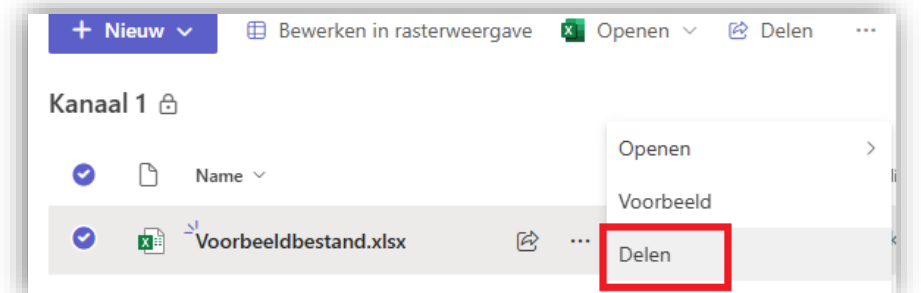 + Nieuw Bewerken in rasterweergave Openen Delen ...
Kanaal 1
Openen
Name
Voorbeeld
Voorbeeldbestand.xlsx ...
Delen